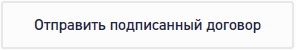 Отправить подписанный договор